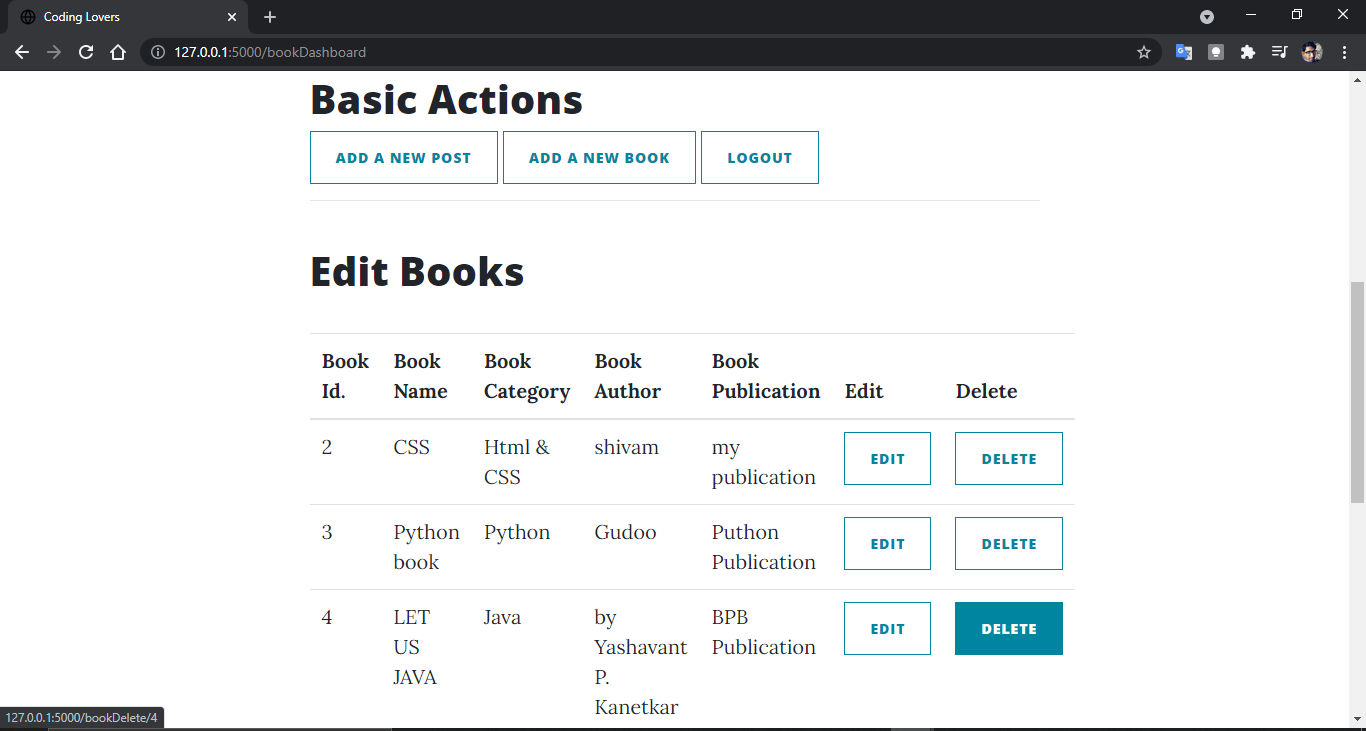 Coding Lovers
127.0.0.1:5000/bookDashboard
Basic Actions
ADD A NEW POST ADD A NEW BOOK LOGOUT
Edit Books
Book Id. Book Name Book Category Book Author Book Publication Edit Delete
2 CSS Html & CSS shivam my publication EDIT DELETE
3 Python book Python Gudoo Puthon Publication EDIT DELETE
4 LET US JAVA Java by Yashavant P. Kanetkar BPB Publication EDIT DELETE
127.0.0.1:5000/bookDelete/4